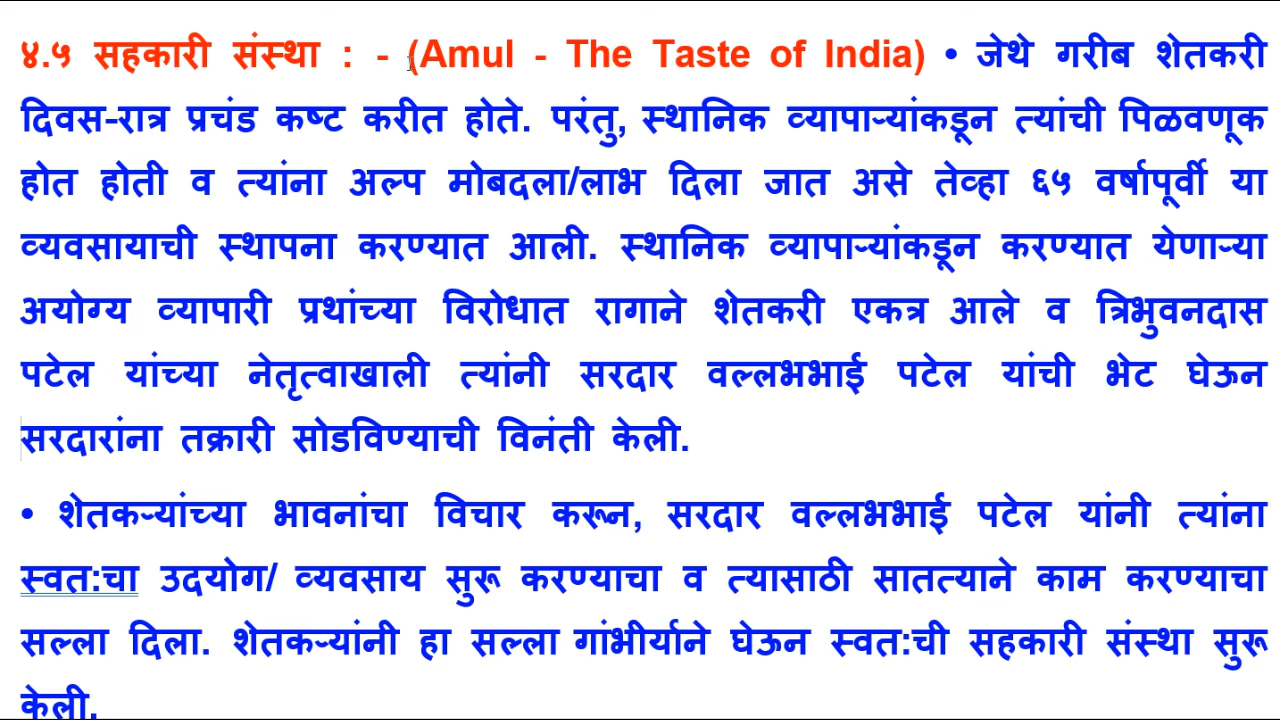 ४.५ सहकारी संस्था : - (Amul - The Taste of India) • जेथे गरीब शेतकरी
दिवस-रात्र प्रचंड कष्ट करीत होते. परंतु, स्थानिक व्यापाऱ्यांकडून त्यांची पिळवणूक
होत होती व त्यांना अल्प मोबदला/लाभ दिला जात असे तेव्हा ६५ वर्षापूर्वी या
व्यवसायाची स्थापना करण्यात आली. स्थानिक व्यापाऱ्यांकडून करण्यात येणाऱ्या
अयोग्य व्यापारी प्रथांच्या विरोधात रागाने शेतकरी एकत्र आले व त्रिभुवनदास
पटेल यांच्या नेतृत्वाखाली त्यांनी सरदार वल्लभभाई पटेल यांची भेट घेऊन
सरदारांना तक्रारी सोडविण्याची विनंती केली.
• शेतकऱ्यांच्या भावनांचा विचार करून, सरदार वल्लभभाई पटेल यांनी त्यांना
स्वत:चा उदयोग/ व्यवसाय सुरू करण्याचा व त्यासाठी सातत्याने काम करण्याचा
सल्ला दिला. शेतकऱ्यांनी हा सल्ला गांभीर्याने घेऊन स्वत:ची सहकारी संस्था सुरू
केली.